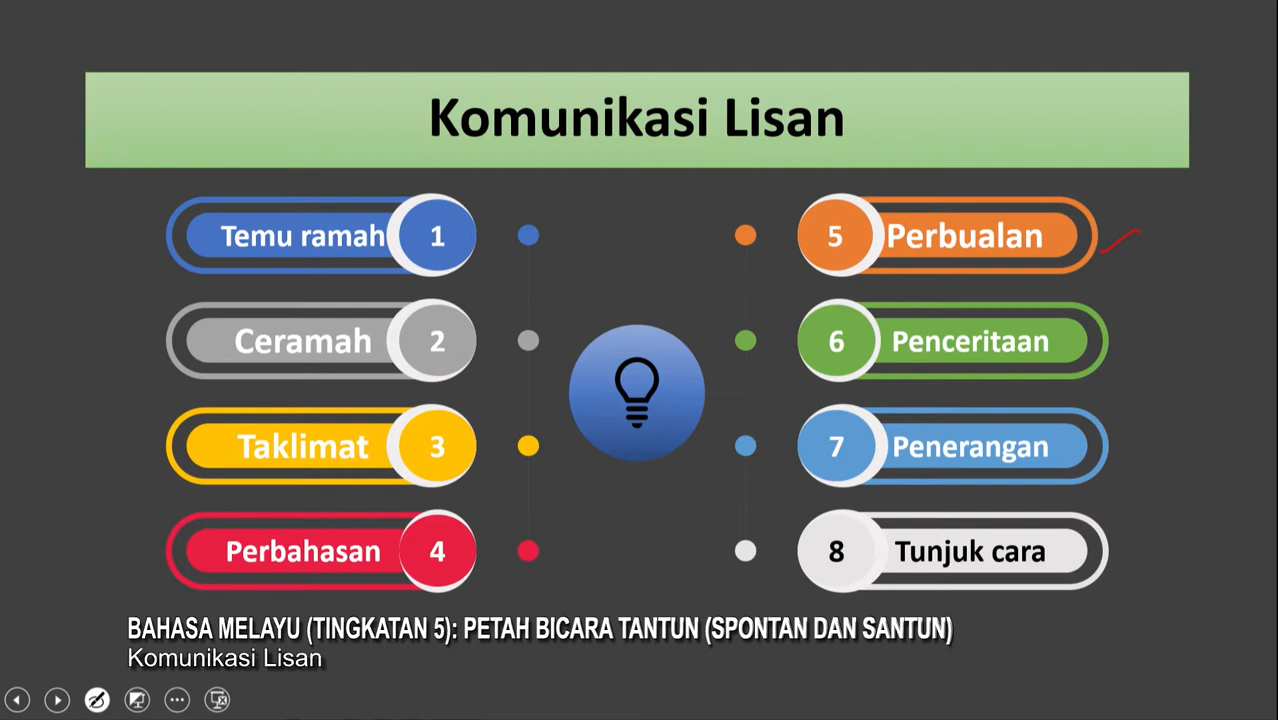 Komunikasi Lisan
Temu ramah 1
Ceramah 2
Taklimat 3
Perbahasan 4
5 Perbualan
6 Penceritaan
7 Penerangan
8 Tunjuk cara
BAHASA MELAYU (TINGKATAN 5): PETAH BICARA TANTUN (SPONTAN DAN SANTUN)
Komunikasi Lisan